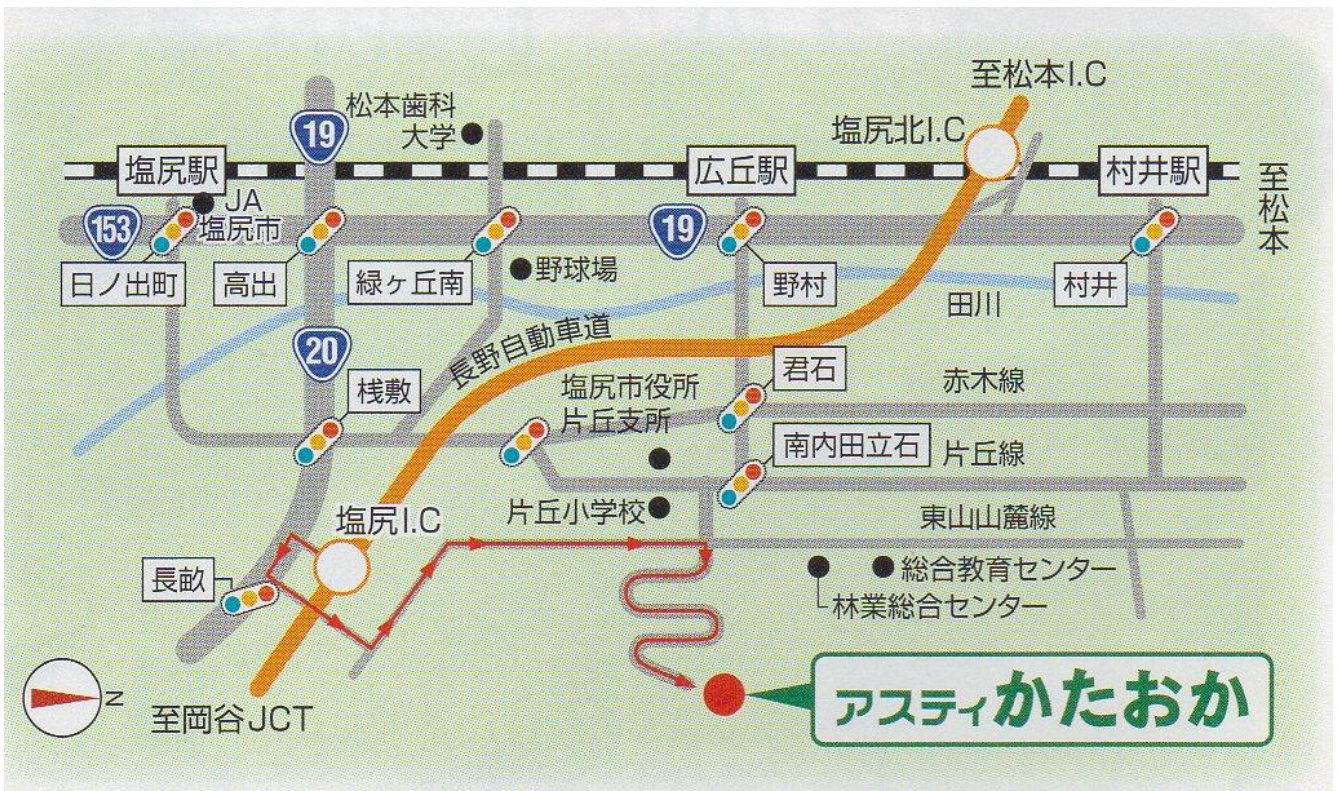 至松本I.C
塩尻北I.C
19
松本歯科
大学
塩尻駅
広丘駅
村井駅
至松本
JA
塩尻市
153
19
日ノ出町
高出
緑ヶ丘南
野球場
野村
村井
田川
20
長野自動車道
桟敷
塩尻市役所
片丘支所
君石
赤木線
南内田立石
片丘線
片丘小学校
塩尻I.C
東山山麓線
長畝
総合教育センター
林業総合センター
N
至岡谷JCT
アスティかたおか